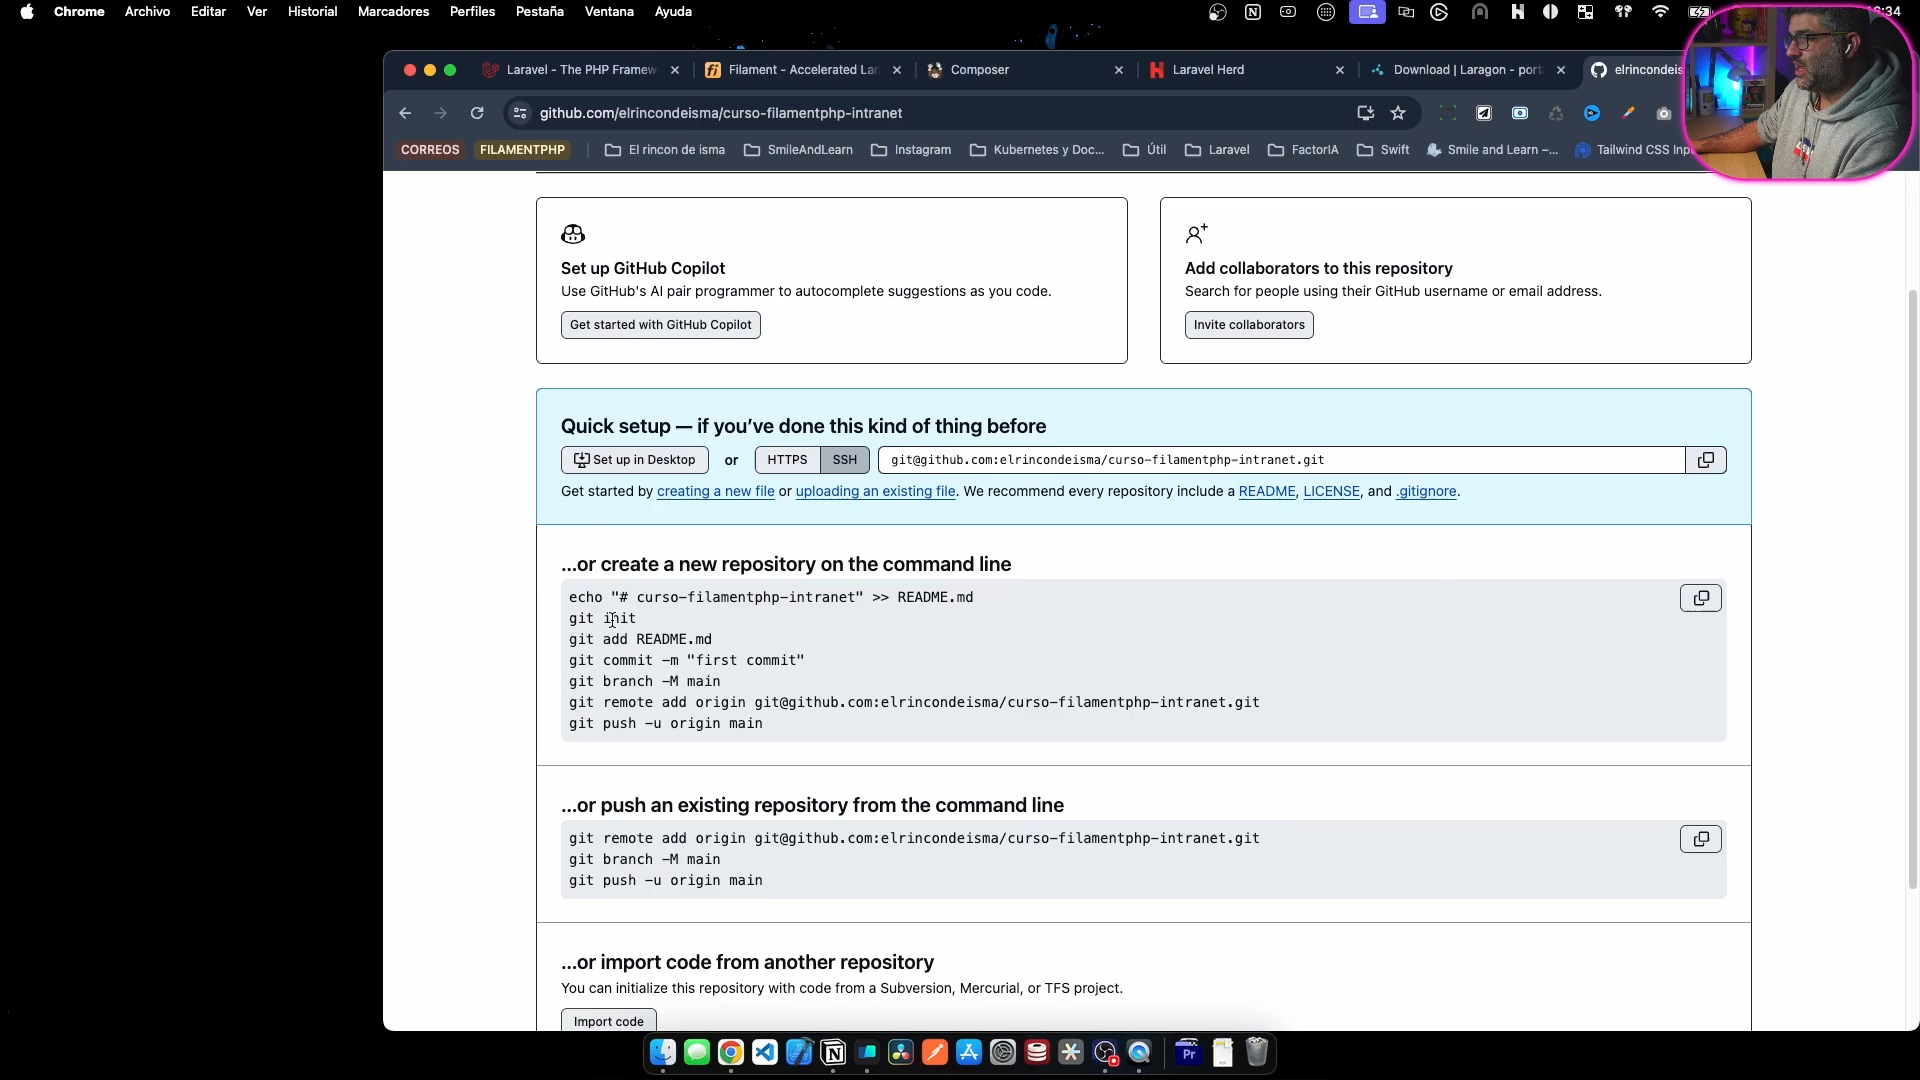 Chrome Archivo Editar Ver Historial Marcadores Perfiles Pestaña Ventana Ayuda
Laravel - The PHP Framew
Filament - Accelerated Lar
Composer
Laravel Herd
Download | Laragon - port
elrincondeis
github.com/elrincondeisma/curso-filamentphp-intranet
CORREOS FILAMENTPHP El rincon de isma SmileAndLearn Instagram Kubernetes y Doc... Útil Laravel FactorIA Swift Smile and Learn –... Tailwind CSS Inp
Set up GitHub Copilot
Use GitHub's AI pair programmer to autocomplete suggestions as you code.
Get started with GitHub Copilot
Add collaborators to this repository
Search for people using their GitHub username or email address.
Invite collaborators
Quick setup — if you’ve done this kind of thing before
Set up in Desktop or HTTPS SSH git@github.com:elrincondeisma/curso-filamentphp-intranet.git
Get started by creating a new file or uploading an existing file. We recommend every repository include a README, LICENSE, and .gitignore.
...or create a new repository on the command line
echo "# curso-filamentphp-intranet" >> README.md
git init
git add README.md
git commit -m "first commit"
git branch -M main
git remote add origin git@github.com:elrincondeisma/curso-filamentphp-intranet.git
git push -u origin main
...or push an existing repository from the command line
git remote add origin git@github.com:elrincondeisma/curso-filamentphp-intranet.git
git branch -M main
git push -u origin main
...or import code from another repository
You can initialize this repository with code from a Subversion, Mercurial, or TFS project.
Import code
Pr